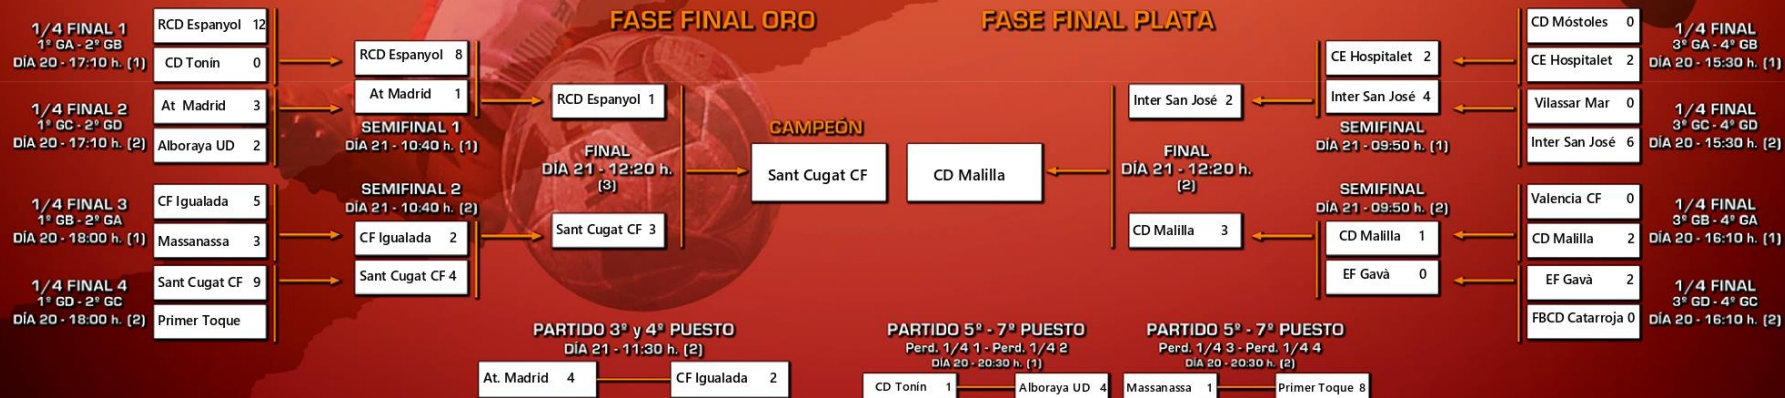 FASE FINAL ORO
1/4 FINAL 1
1º GA - 2º GB
DÍA 20 - 17:10 h. (1)
RCD Espanyol 12
CD Tonín 0
1/4 FINAL 2
1º GC - 2º GD
DÍA 20 - 17:10 h. (2)
At Madrid 3
Alboraya UD 2
1/4 FINAL 3
1º GB - 2º GA
DÍA 20 - 18:00 h. (1)
CF Igualada 5
Massanassa 3
1/4 FINAL 4
1º GD - 2º GC
DÍA 20 - 18:00 h. (2)
Sant Cugat CF 9
Primer Toque
RCD Espanyol 8
At Madrid 1
SEMIFINAL 1
DÍA 21 - 10:40 h. (1)
SEMIFINAL 2
DÍA 21 - 10:40 h. (2)
CF Igualada 2
Sant Cugat CF 4
RCD Espanyol 1
FINAL
DÍA 21 - 12:20 h.
(3)
Sant Cugat CF 3
CAMPEÓN
Sant Cugat CF
CD Malilla
FASE FINAL PLATA
Inter San José 2
FINAL
DÍA 21 - 12:20 h.
(2)
CD Malilla 3
CE Hospitalet 2
Inter San José 4
SEMIFINAL
DÍA 21 - 09:50 h. (1)
SEMIFINAL
DÍA 21 - 09:50 h. (2)
CD Malilla 1
EF Gavà 0
CD Móstoles 0
CE Hospitalet 2
1/4 FINAL
3º GA - 4º GB
DÍA 20 - 15:30 h. (1)
Vilassar Mar 0
Inter San José 6
1/4 FINAL
3º GC - 4º GD
DÍA 20 - 15:30 h. (2)
Valencia CF 0
CD Malilla 2
1/4 FINAL
3º GB - 4º GA
DÍA 20 - 16:10 h. (1)
EF Gavà 2
FBCD Catarroja 0
1/4 FINAL
3º GD - 4º GC
DÍA 20 - 16:10 h. (2)
PARTIDO 3º y 4º PUESTO
DÍA 21 - 11:30 h. (2)
At. Madrid 4
CF Igualada 2
PARTIDO 5º - 7º PUESTO
Perd. 1/4 1 - Perd. 1/4 2
DÍA 20 - 20:30 h. (1)
CD Tonín 1
Alboraya UD 4
PARTIDO 5º - 7º PUESTO
Perd. 1/4 3 - Perd. 1/4 4
DÍA 20 - 20:30 h. (2)
Massanassa 1
Primer Toque 8